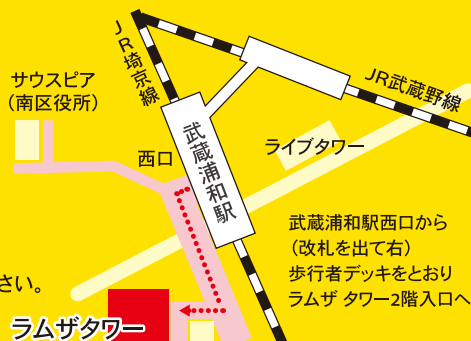 JR埼京線
JR武蔵野線
サウスピア
（南区役所）
西口
武蔵浦和駅
ライブタワー
武蔵浦和駅西口から
（改札を出て右）
歩行者デッキをとおり
ラムザ タワー2階入口へ
さい。
ラムザタワー